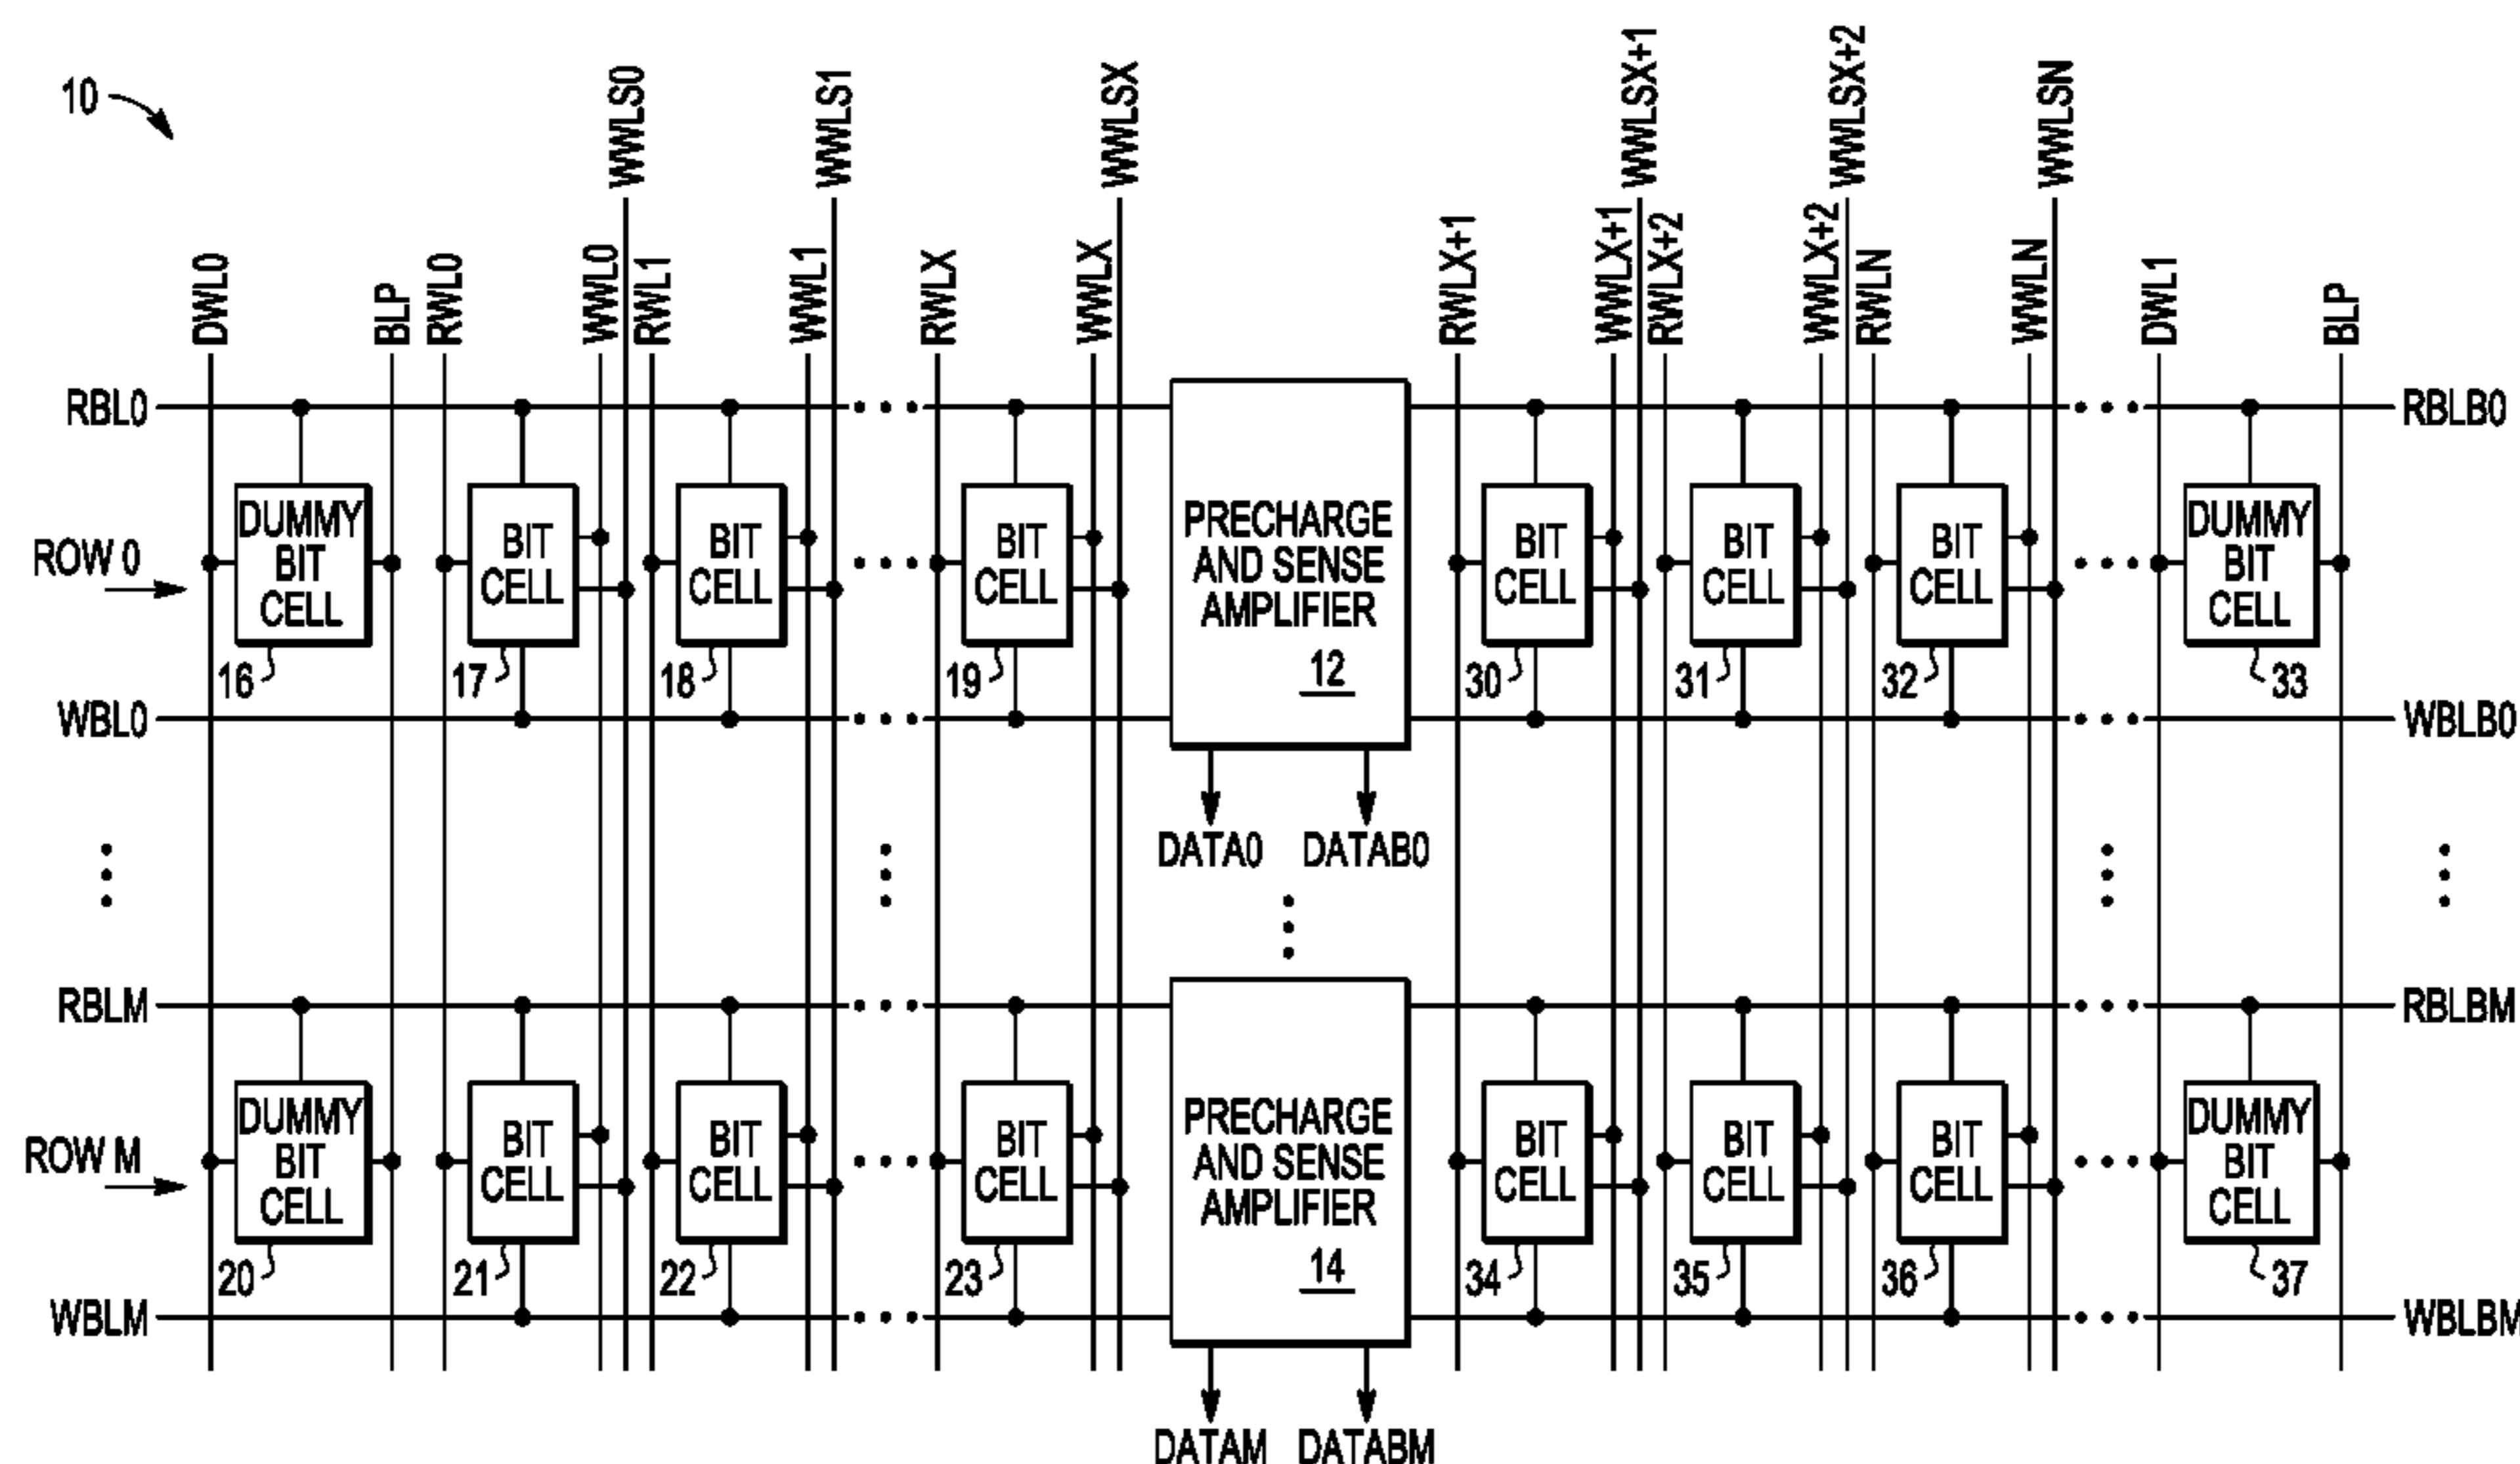 10
WWLS0
WWLS1
WWLSX
WWLSX+1
WWLSX+2
WWLSN
DWL0
BLP
RWL0
WWL0
RWL1
WWL1
RWLX
WWLX
RWLX+1
WWLX+1
RWLX+2
WWLX+2
RWLN
WWLN
DWL1
BLP
RBL0
RBLB0
ROW 0
DUMMY
BIT
CELL
16
BIT
CELL
17
BIT
CELL
18
BIT
CELL
19
PRECHARGE
AND SENSE
AMPLIFIER
12
BIT
CELL
30
BIT
CELL
31
BIT
CELL
32
DUMMY
BIT
CELL
33
WBL0
WBLB0
DATA0
DATAB0
RBLM
RBLBM
ROW M
DUMMY
BIT
CELL
20
BIT
CELL
21
BIT
CELL
22
BIT
CELL
23
PRECHARGE
AND SENSE
AMPLIFIER
14
BIT
CELL
34
BIT
CELL
35
BIT
CELL
36
DUMMY
BIT
CELL
37
WBLM
WBLBM
DATAM
DATABM